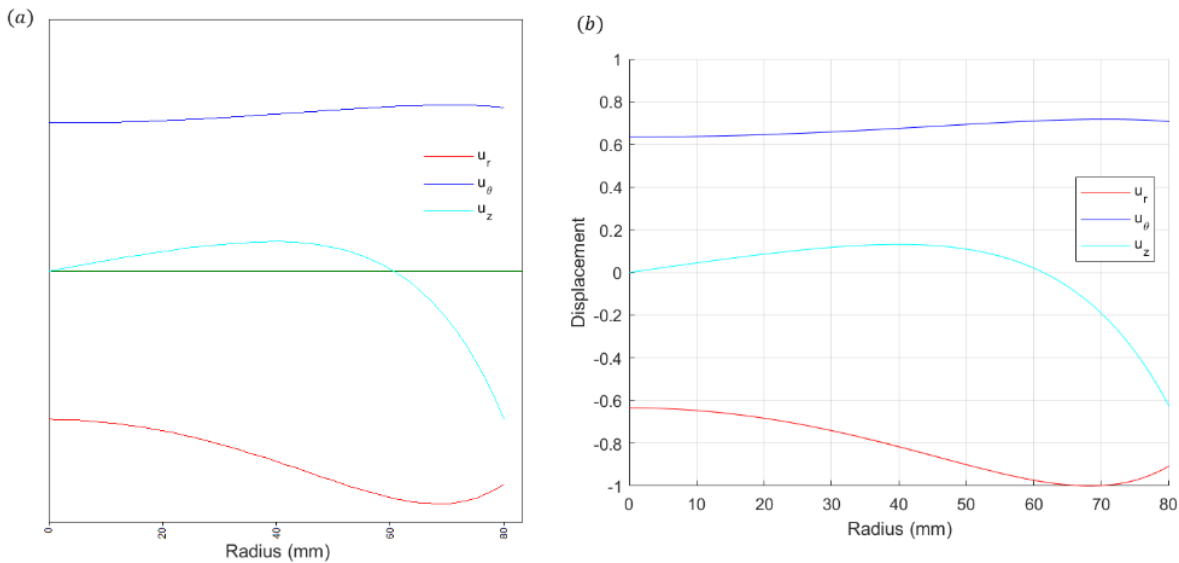 (a)
u_r
u_θ
u_z
0
20
40
60
80
Radius (mm)
(b)
1
0.8
0.6
0.4
0.2
0
-0.2
-0.4
-0.6
-0.8
-1
Displacement
u_r
u_θ
u_z
0 10 20 30 40 50 60 70 80
Radius (mm)